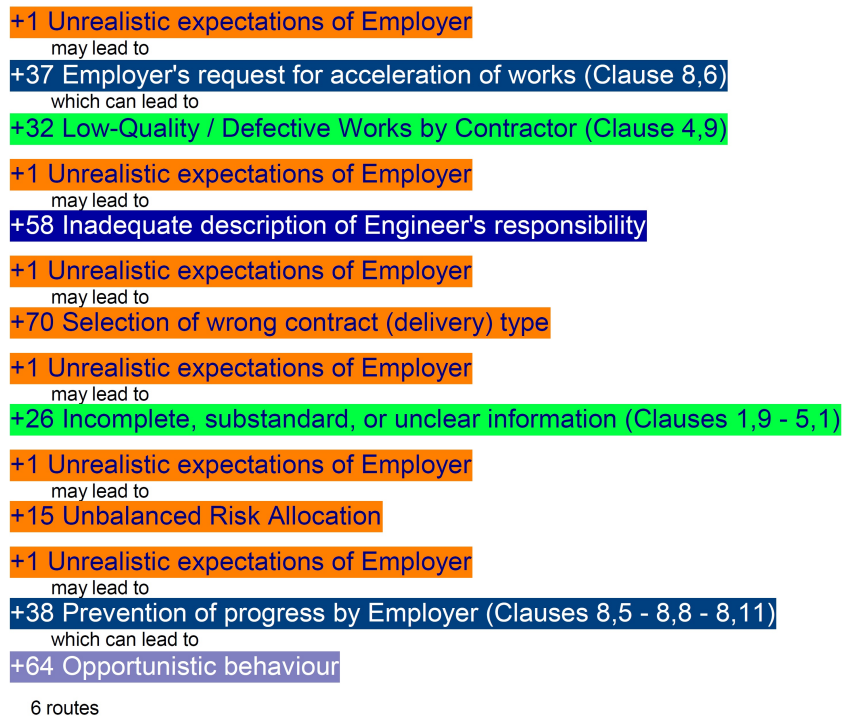 +1 Unrealistic expectations of Employer
may lead to
+37 Employer's request for acceleration of works (Clause 8,6)
which can lead to
+32 Low-Quality / Defective Works by Contractor (Clause 4,9)
+1 Unrealistic expectations of Employer
may lead to
+58 Inadequate description of Engineer's responsibility
+1 Unrealistic expectations of Employer
may lead to
+70 Selection of wrong contract (delivery) type
+1 Unrealistic expectations of Employer
may lead to
+26 Incomplete, substandard, or unclear information (Clauses 1,9 - 5,1)
+1 Unrealistic expectations of Employer
may lead to
+15 Unbalanced Risk Allocation
+1 Unrealistic expectations of Employer
may lead to
+38 Prevention of progress by Employer (Clauses 8,5 - 8,8 - 8,11)
which can lead to
+64 Opportunistic behaviour
6 routes